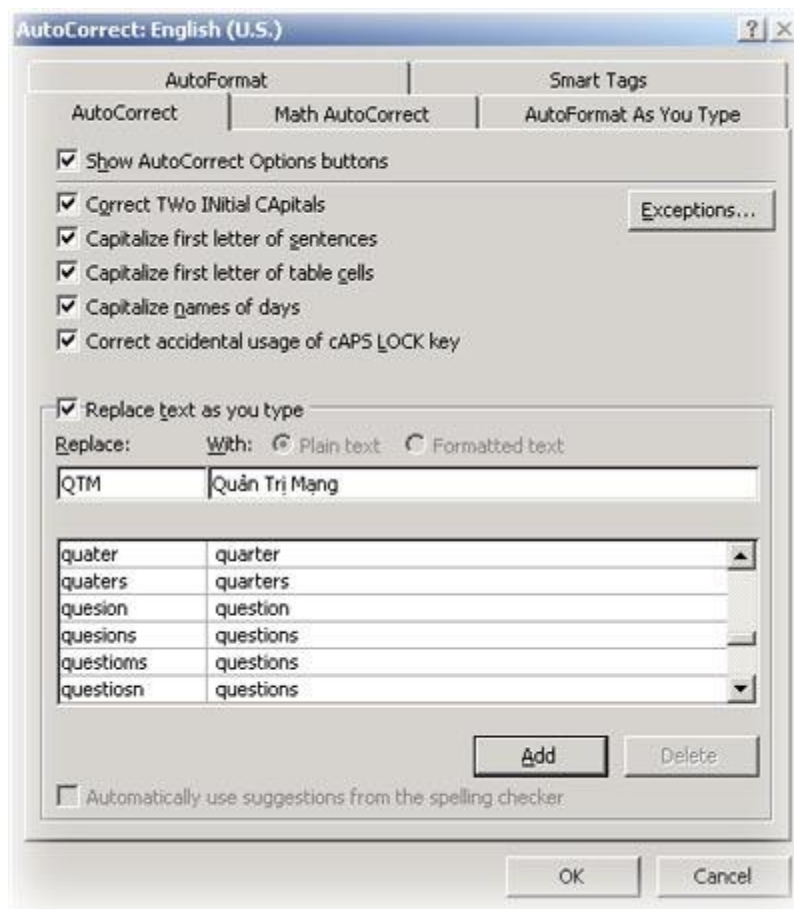 AutoCorrect: English (U.S.)
AutoFormat Smart Tags
AutoCorrect Math AutoCorrect AutoFormat As You Type
Show AutoCorrect Options buttons
Correct TWo INitial CApitals Exceptions...
Capitalize first letter of sentences
Capitalize first letter of table cells
Capitalize names of days
Correct accidental usage of cAPS LOCK key
Replace text as you type
Replace: With: Plain text Formatted text
QTM Quản Trị Mạng
quater quarter
quaters quarters
quesion question
quesions questions
questioms questions
questiosn questions
Add Delete
Automatically use suggestions from the spelling checker
OK Cancel